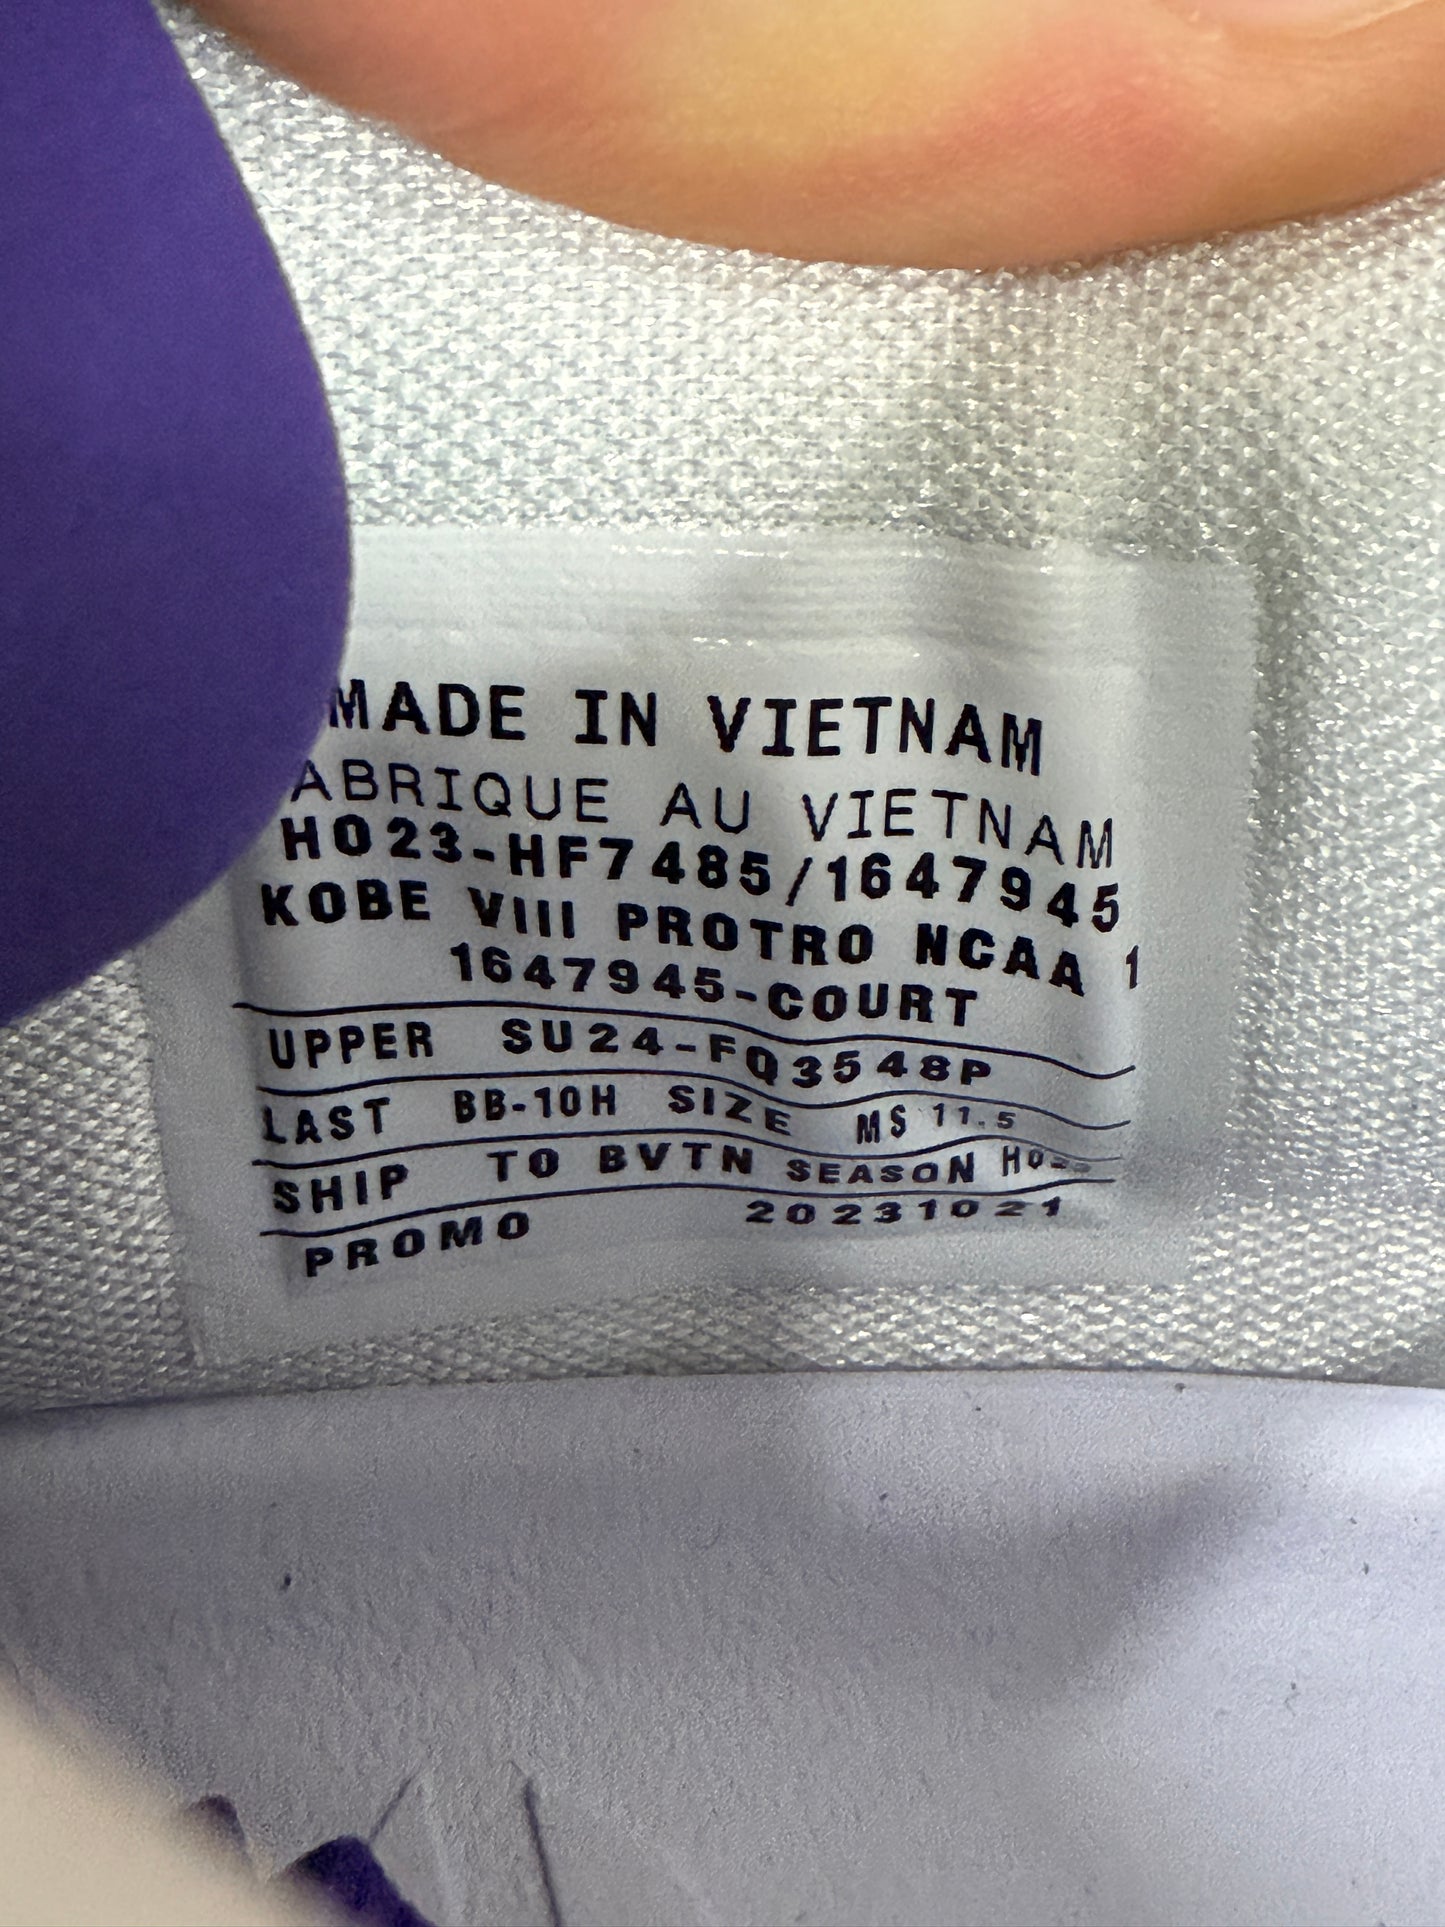 MADE IN VIETNAM
ABRIQUE AU VIETNAM
HO23-HF7485/1647945
KOBE VIII PROTRO NCAA 1
1647945-COURT
UPPER SU24-FQ3548P
LAST BB-10H SIZE MS 11.5
SHIP TO BVTN SEASON
PROMO 20231021